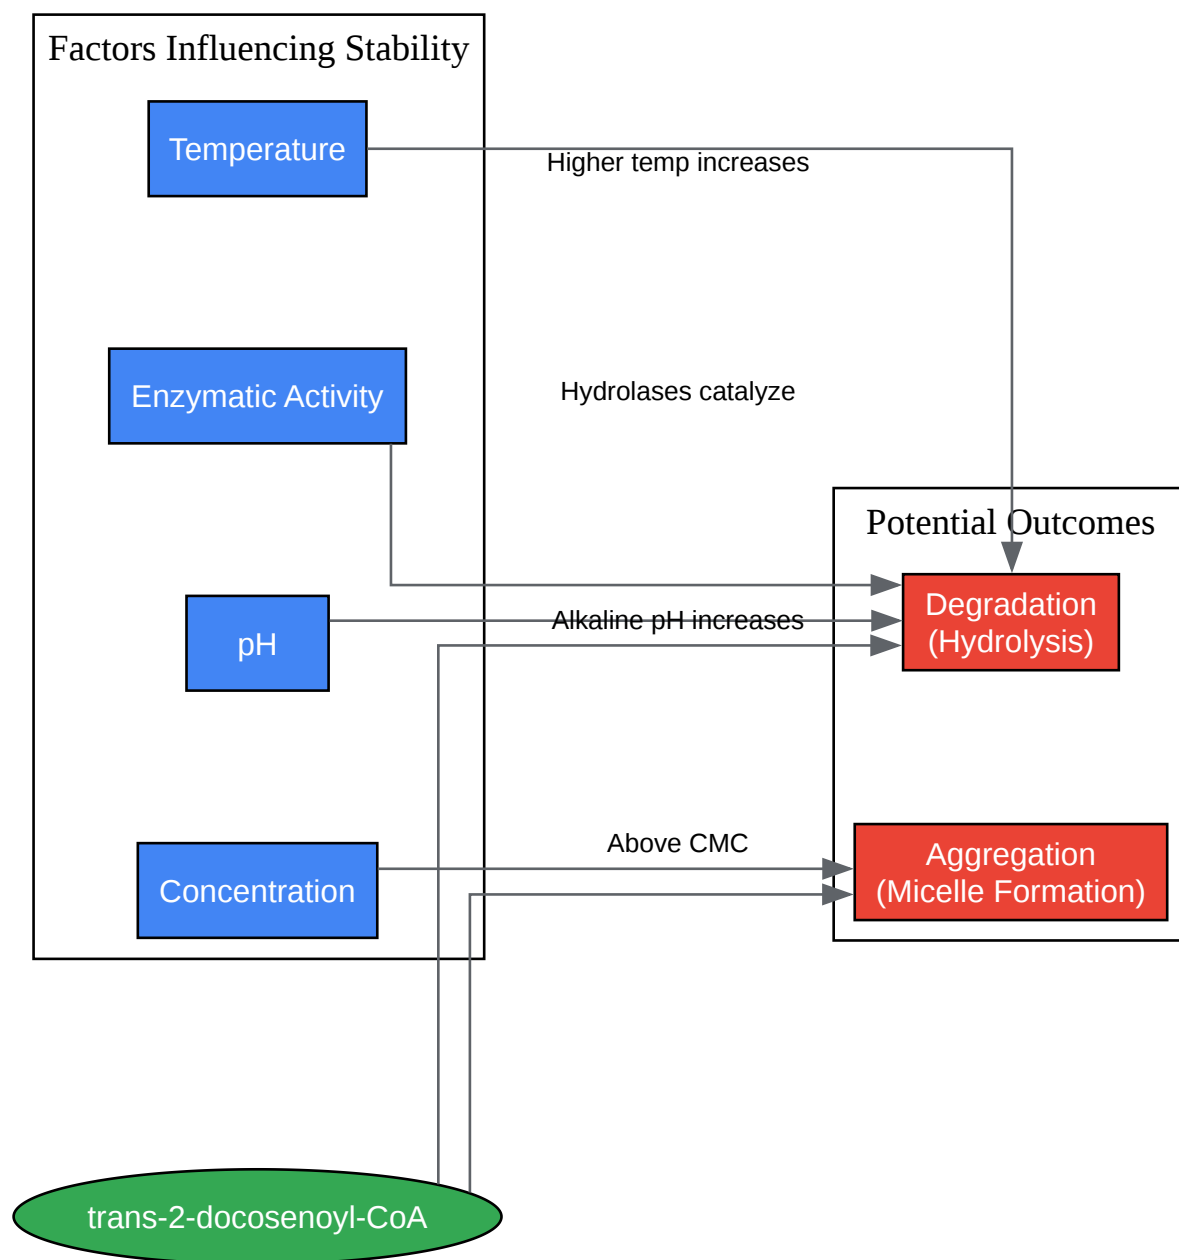 Factors Influencing Stability
Temperature
Higher temp increases
Enzymatic Activity
Hydrolases catalyze
Potential Outcomes
Degradation
(Hydrolysis)
pH
Alkaline pH increases
Above CMC
Aggregation
(Micelle Formation)
Concentration
trans-2-docosenoyl-CoA